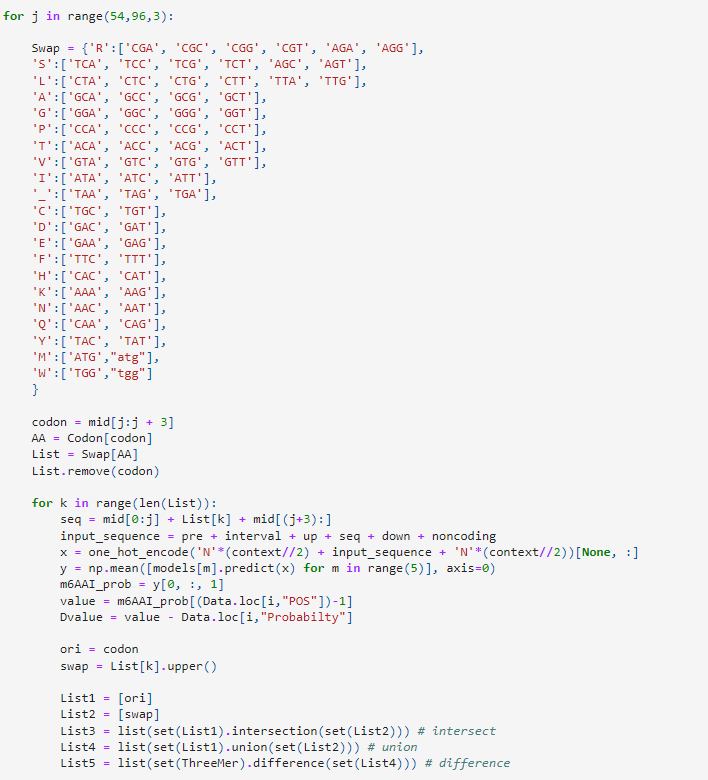 for j in range(54,96,3):
Swap = {'R':['CGA', 'CGC', 'CGG', 'CGT', 'AGA', 'AGG'],
'S':['TCA', 'TCC', 'TCG', 'TCT', 'AGC', 'AGT'],
'L':['CTA', 'CTC', 'CTG', 'CTT', 'TTA', 'TTG'],
'A':['GCA', 'GCC', 'GCG', 'GCT'],
'G':['GGA', 'GGC', 'GGG', 'GGT'],
'P':['CCA', 'CCC', 'CCG', 'CCT'],
'T':['ACA', 'ACC', 'ACG', 'ACT'],
'V':['GTA', 'GTC', 'GTG', 'GTT'],
'I':['ATA', 'ATC', 'ATT'],
'_':['TAA', 'TAG', 'TGA'],
'C':['TGC', 'TGT'],
'D':['GAC', 'GAT'],
'E':['GAA', 'GAG'],
'F':['TTC', 'TTT'],
'H':['CAC', 'CAT'],
'K':['AAA', 'AAG'],
'N':['AAC', 'AAT'],
'Q':['CAA', 'CAG'],
'Y':['TAC', 'TAT'],
'M':['ATG',"atg"],
'W':['TGG',"tgg"]
}
codon = mid[j:j + 3]
AA = Codon[codon]
List = Swap[AA]
List.remove(codon)
for k in range(len(List)):
seq = mid[0:j] + List[k] + mid[(j+3):]
input_sequence = pre + interval + up + seq + down + noncoding
x = one_hot_encode('N'*(context//2) + input_sequence + 'N'*(context//2))[None, :]
y = np.mean([models[m].predict(x) for m in range(5)], axis=0)
m6AAI_prob = y[0, :, 1]
value = m6AAI_prob[(Data.loc[i,"POS"])-1]
Dvalue = value - Data.loc[i,"Probabilty"]
ori = codon
swap = List[k].upper()
List1 = [ori]
List2 = [swap]
List3 = list(set(List1).intersection(set(List2))) # intersect
List4 = list(set(List1).union(set(List2))) # union
List5 = list(set(ThreeMer).difference(set(List4))) # difference